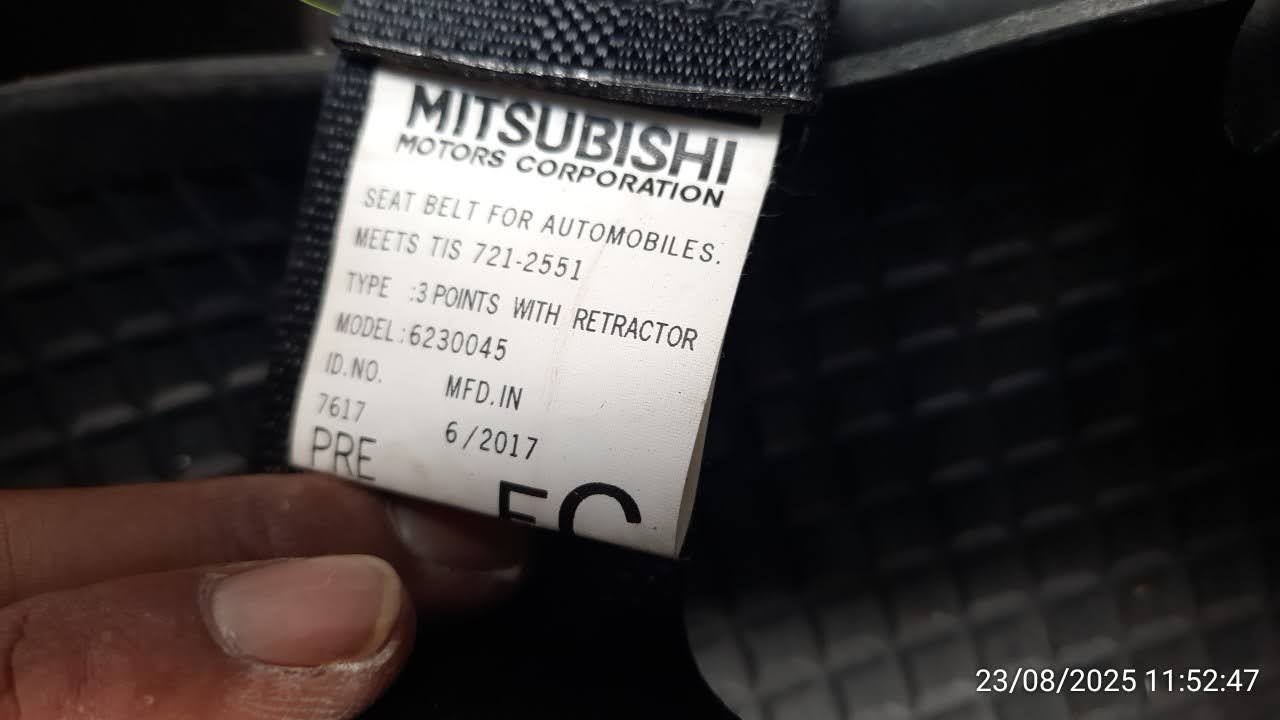 MITSUBISHI
MOTORS CORPORATION
SEAT BELT FOR AUTOMOBILES.
MEETS TIS 721-2551
TYPE :3 POINTS WITH RETRACTOR
MODEL:6230045
ID.NO. MFD.IN
7617 6/2017
PRE
23/08/2025 11:52:47